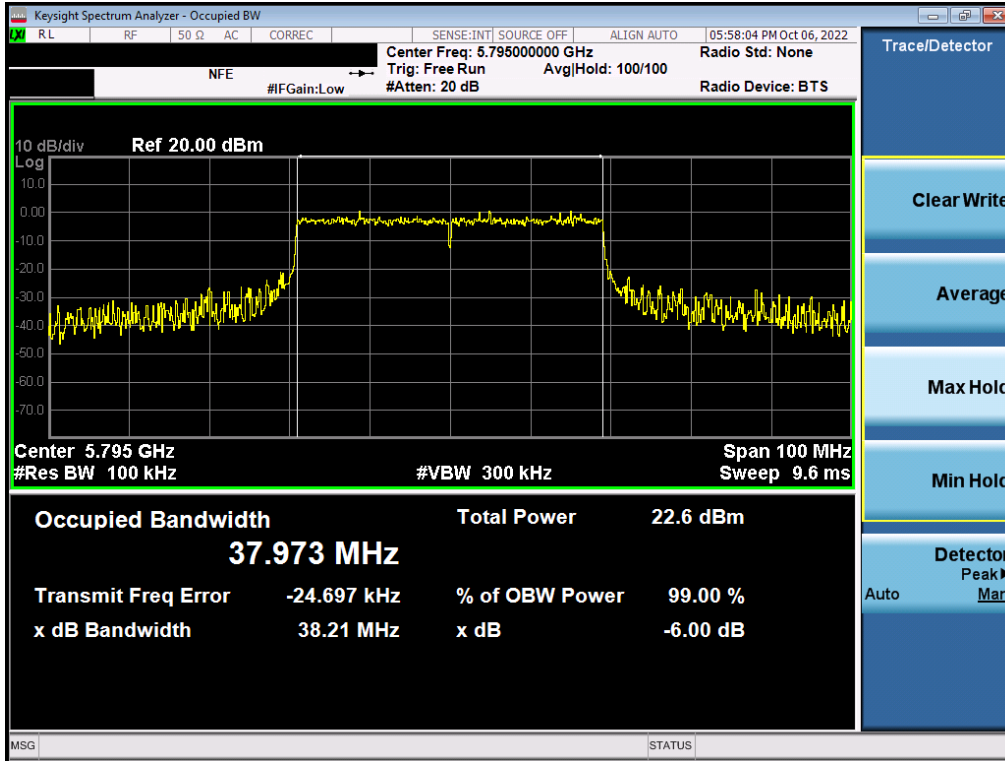 Keysight Spectrum Analyzer - Occupied BW
LXI RL RF 50 Ω AC CORREC SENSE:INT SOURCE OFF ALIGN AUTO 05:58:04 PM Oct 06, 2022
Center Freq: 5.795000000 GHz Radio Std: None
NFE Trig: Free Run Avg|Hold: 100/100
#IFGain:Low #Atten: 20 dB Radio Device: BTS
Trace/Detector
10 dB/div Ref 20.00 dBm
Log
10.0
0.00
-10.0
-20.0
-30.0
-40.0
-50.0
-60.0
-70.0
Center 5.795 GHz Span 100 MHz
#Res BW 100 kHz #VBW 300 kHz Sweep 9.6 ms
Occupied Bandwidth Total Power 22.6 dBm
37.973 MHz
Transmit Freq Error -24.697 kHz % of OBW Power 99.00 %
x dB Bandwidth 38.21 MHz x dB -6.00 dB
Clear Write
Average
Max Hold
Min Hold
Detector
Peak
Auto Man
MSG STATUS